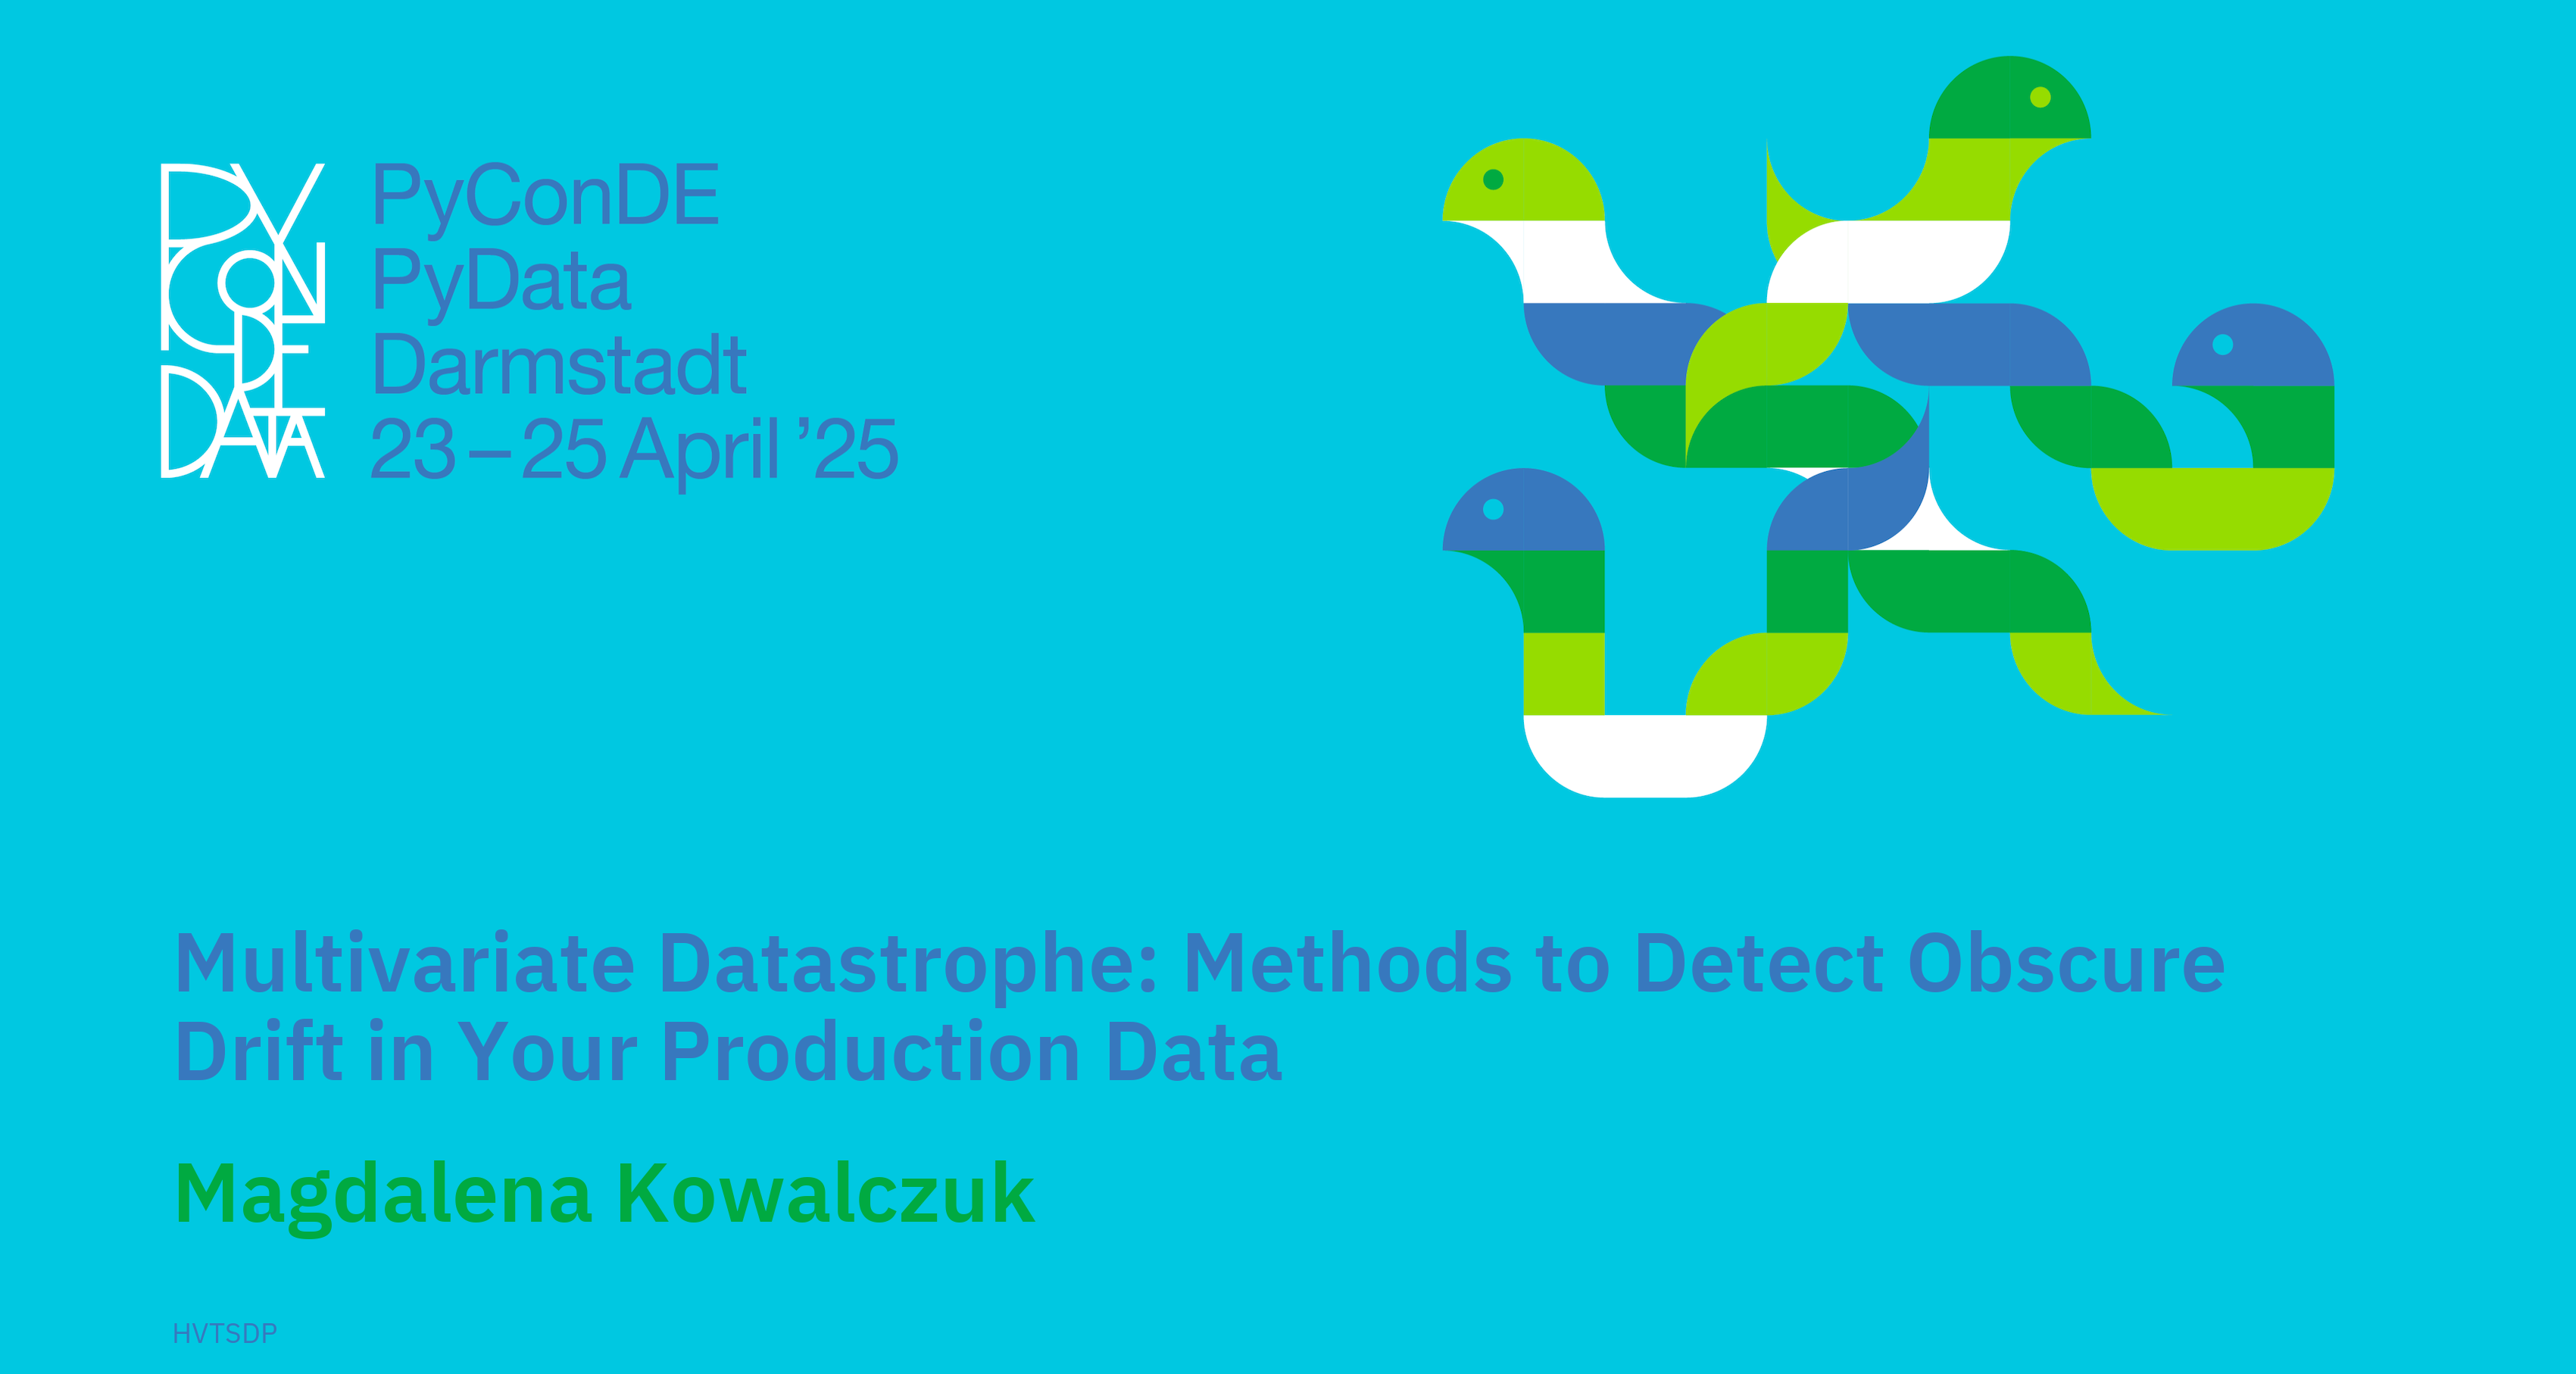 PYCONDE
DATA
PyConDE
PyData
Darmstadt
23–25 April ’25
Multivariate Datastrophe: Methods to Detect Obscure
Drift in Your Production Data
Magdalena Kowalczuk
HVTSDP